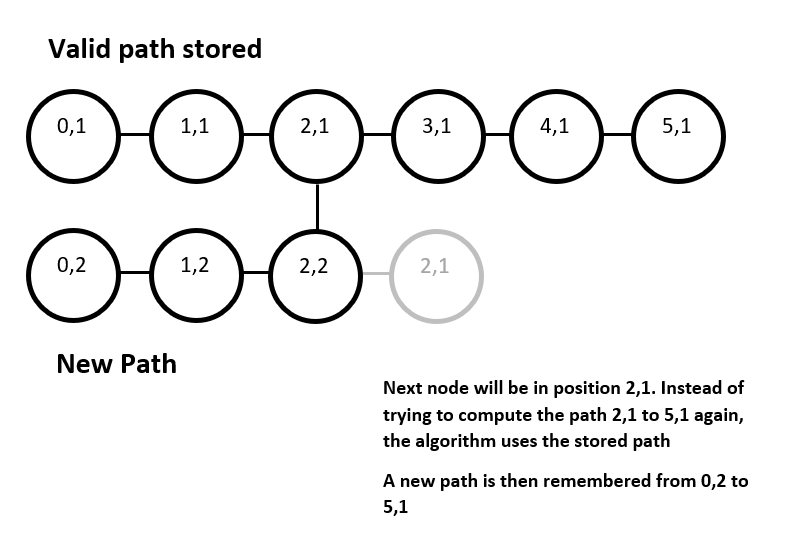 Valid path stored
0,1 1,1 2,1 3,1 4,1 5,1
0,2 1,2 2,2 2,1
New Path
Next node will be in position 2,1. Instead of
trying to compute the path 2,1 to 5,1 again,
the algorithm uses the stored path
A new path is then remembered from 0,2 to
5,1